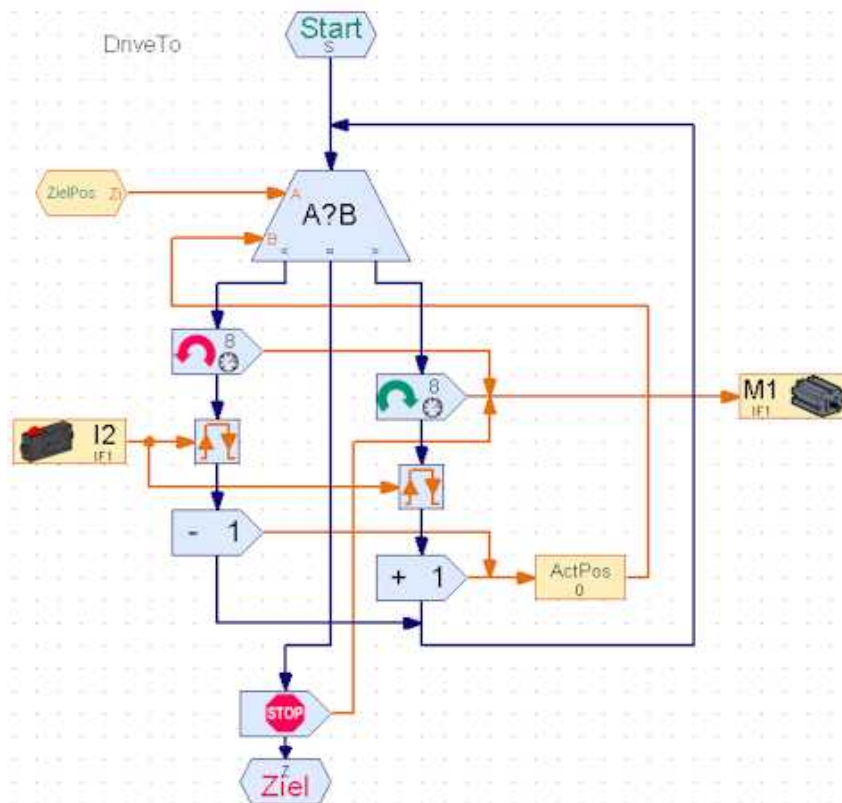 DriveTo
Start
S
ZielPos Zi
A
A?B
B
< = >
8
8
M1
IF1
I2
IF1
- 1
+ 1
ActPos
0
STOP
Z
Ziel